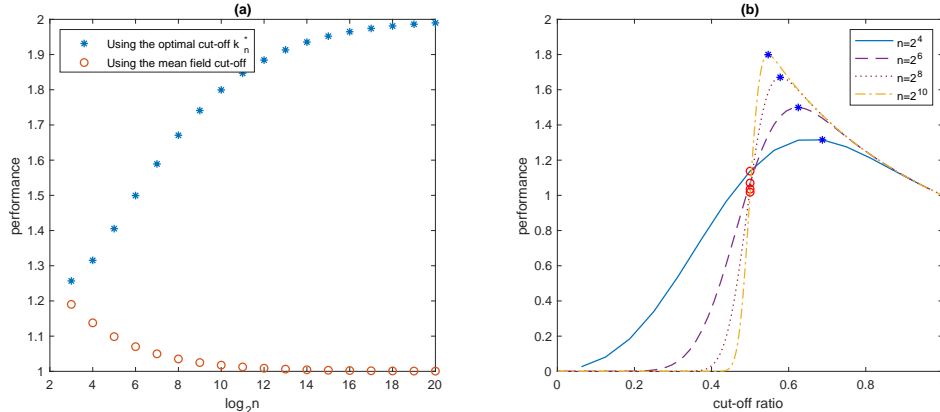 (a)
performance
2
1.9
1.8
1.7
1.6
1.5
1.4
1.3
1.2
1.1
1
Using the optimal cut-off k*n
Using the mean field cut-off
2 4 6 8 10 12 14 16 18 20
log2n
(b)
performance
2
1.8
1.6
1.4
1.2
1
0.8
0.6
0.4
0.2
0
n=2^4
n=2^6
n=2^8
n=2^10
0 0.2 0.4 0.6 0.8
cut-off ratio